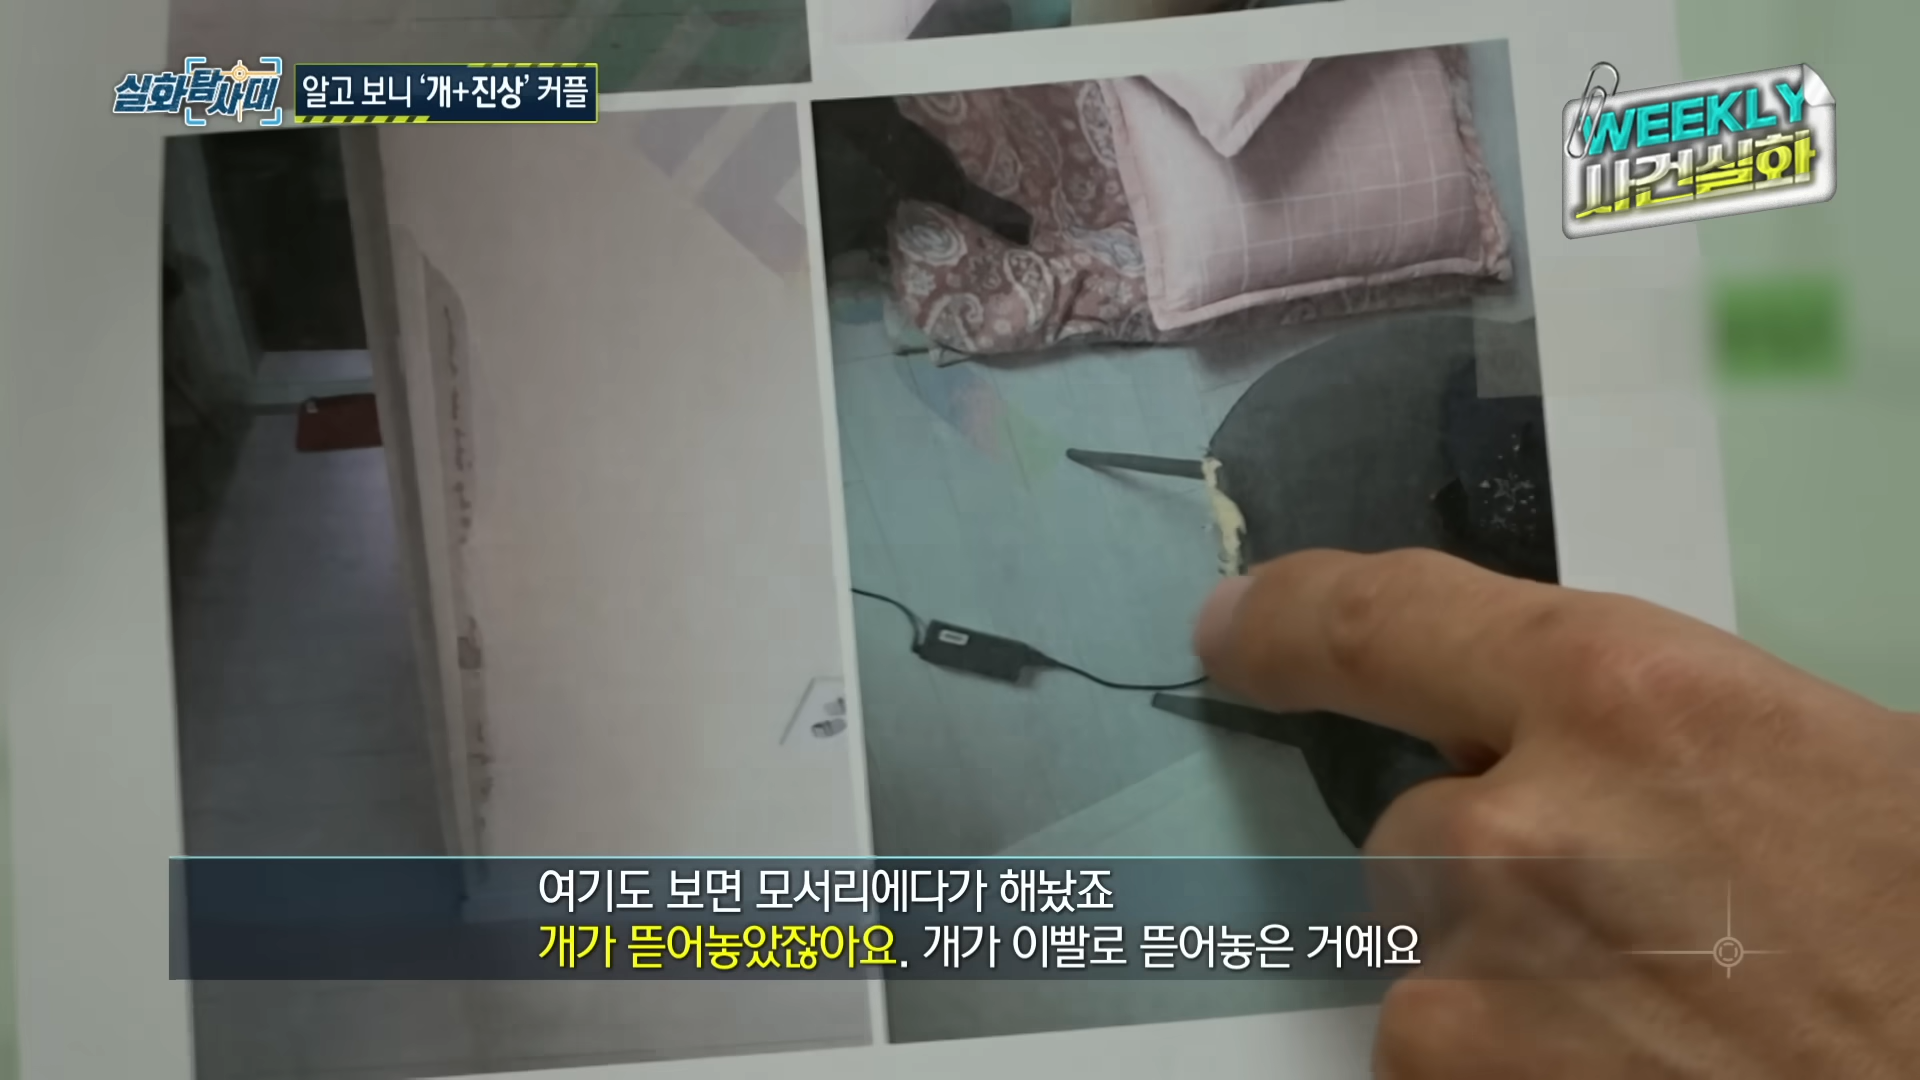 실화탐사대
알고 보니 '개+진상' 커플
WEEKLY
사건실화
여기도 보면 모서리에다가 해놨죠
개가 뜯어놓았잖아요. 개가 이빨로 뜯어놓은 거예요